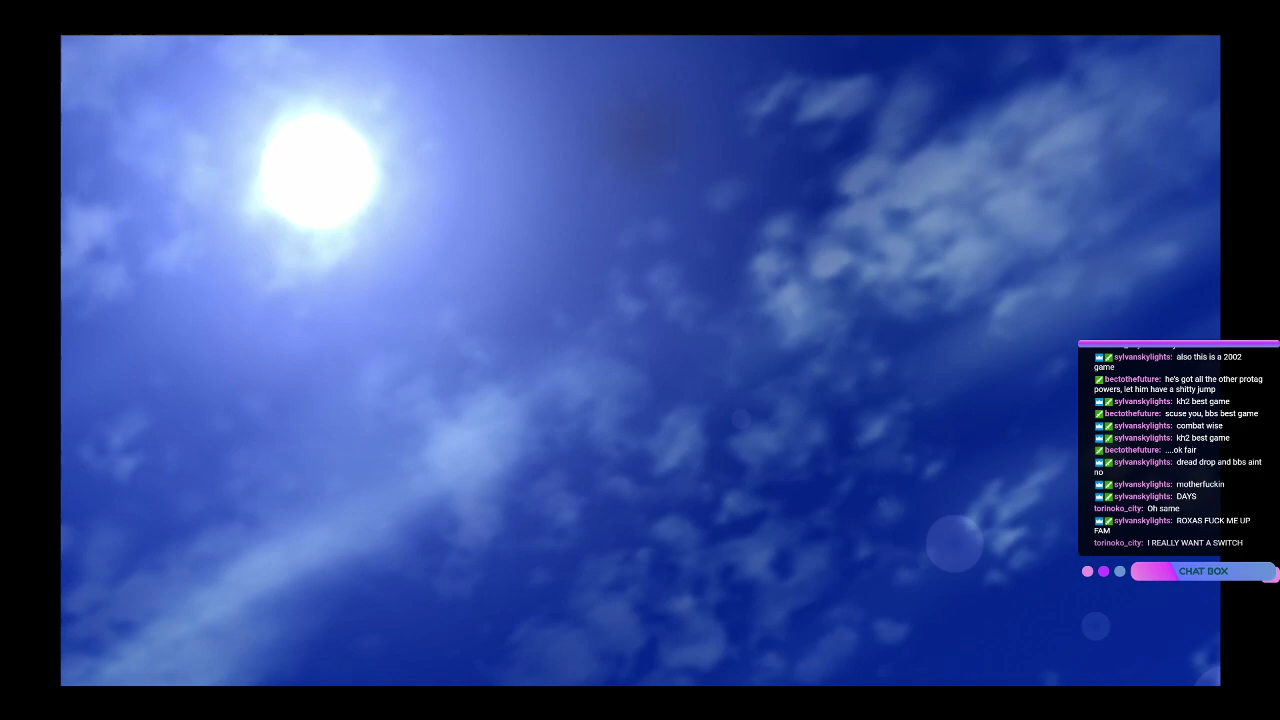 sylvanskylights: also this is a 2002
game
bectothefuture: he's got all the other protag
powers, let him have a shitty jump
sylvanskylights: kh2 best game
bectothefuture: scuse you, bbs best game
sylvanskylights: combat wise
sylvanskylights: kh2 best game
bectothefuture: ....ok fair
sylvanskylights: dread drop and bbs aint
no
sylvanskylights: motherfuckin
sylvanskylights: DAYS
torinoko_city: Oh same
sylvanskylights: ROXAS FUCK ME UP
FAM
torinoko_city: I REALLY WANT A SWITCH
CHAT BOX